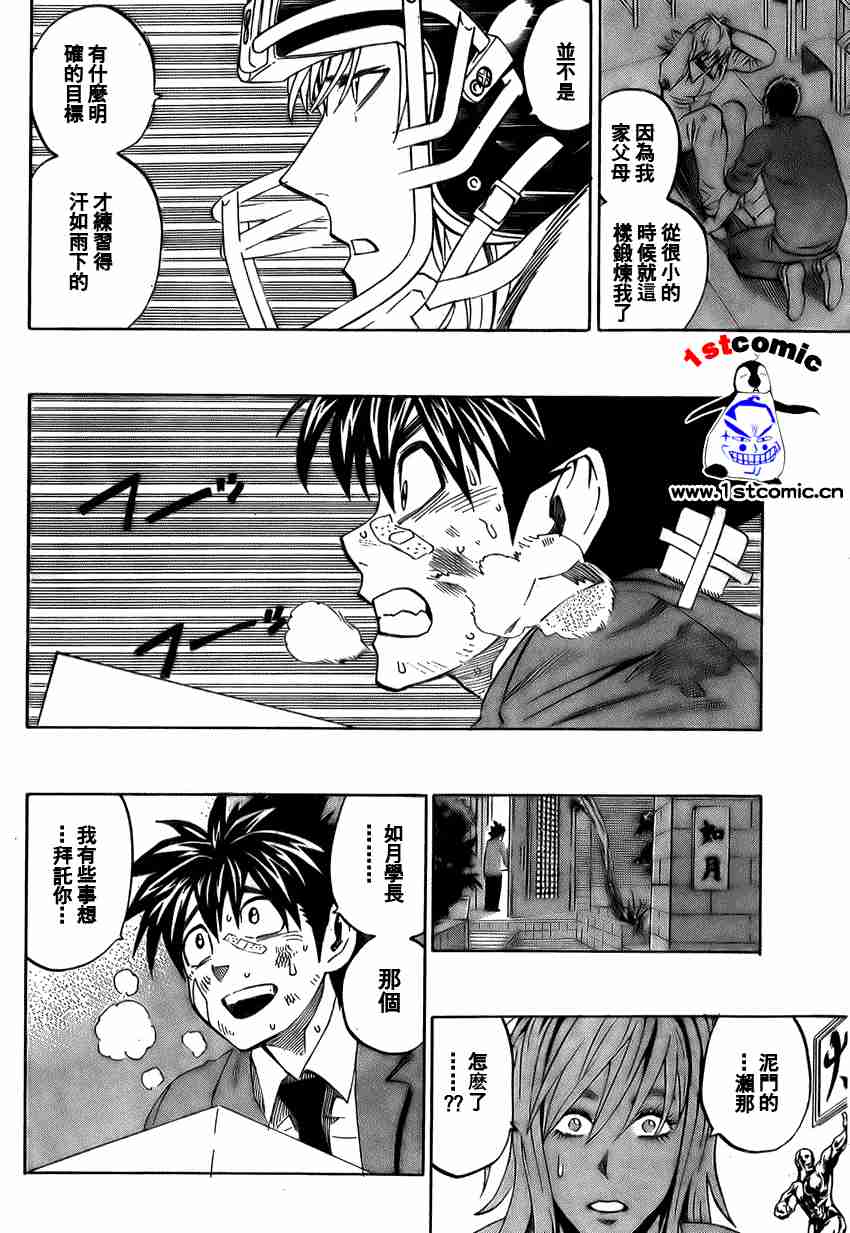 因為我
家父母
從很小的
時候就這
樣鍛煉我了
並不是
有什麼明
確的目標
才練習得
汗如雨下的
1stcomic
www.1stcomic.cn
フー
フー
如月
泥門的
…瀨那
怎麼了
……??
如月學長
………
那個
我有些事想
…拜託你…